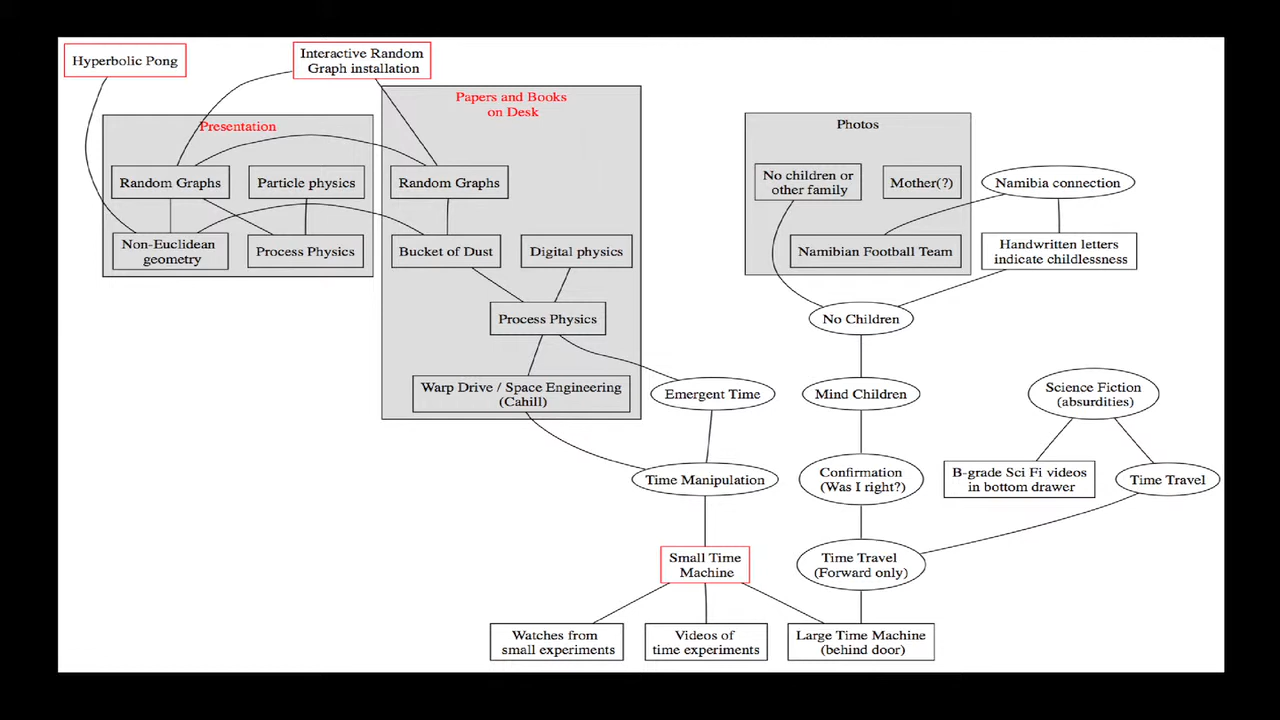 Hyperbolic Pong
Interactive Random
Graph installation
Papers and Books
on Desk
Presentation
Photos
Random Graphs
Particle physics
Random Graphs
No children or
other family
Mother(?)
Namibia connection
Non-Euclidean
geometry
Process Physics
Bucket of Dust
Digital physics
Namibian Football Team
Handwritten letters
indicate childlessness
Process Physics
No Children
Warp Drive / Space Engineering
(Cahill)
Emergent Time
Mind Children
Science Fiction
(absurdities)
Time Manipulation
Confirmation
(Was I right?)
B-grade Sci Fi videos
in bottom drawer
Time Travel
Small Time
Machine
Time Travel
(Forward only)
Watches from
small experiments
Videos of
time experiments
Large Time Machine
(behind door)